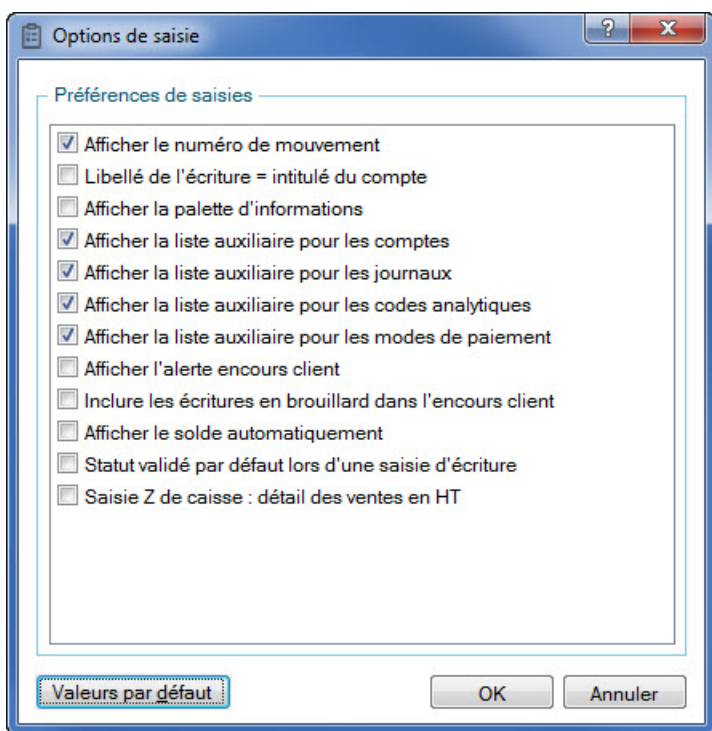 Options de saisie
Préférences de saisies
Afficher le numéro de mouvement
Libellé de l'écriture = intitulé du compte
Afficher la palette d'informations
Afficher la liste auxiliaire pour les comptes
Afficher la liste auxiliaire pour les journaux
Afficher la liste auxiliaire pour les codes analytiques
Afficher la liste auxiliaire pour les modes de paiement
Afficher l'alerte encours client
Inclure les écritures en brouillard dans l'encours client
Afficher le solde automatiquement
Statut validé par défaut lors d'une saisie d'écriture
Saisie Z de caisse : détail des ventes en HT
Valeurs par défaut OK Annuler